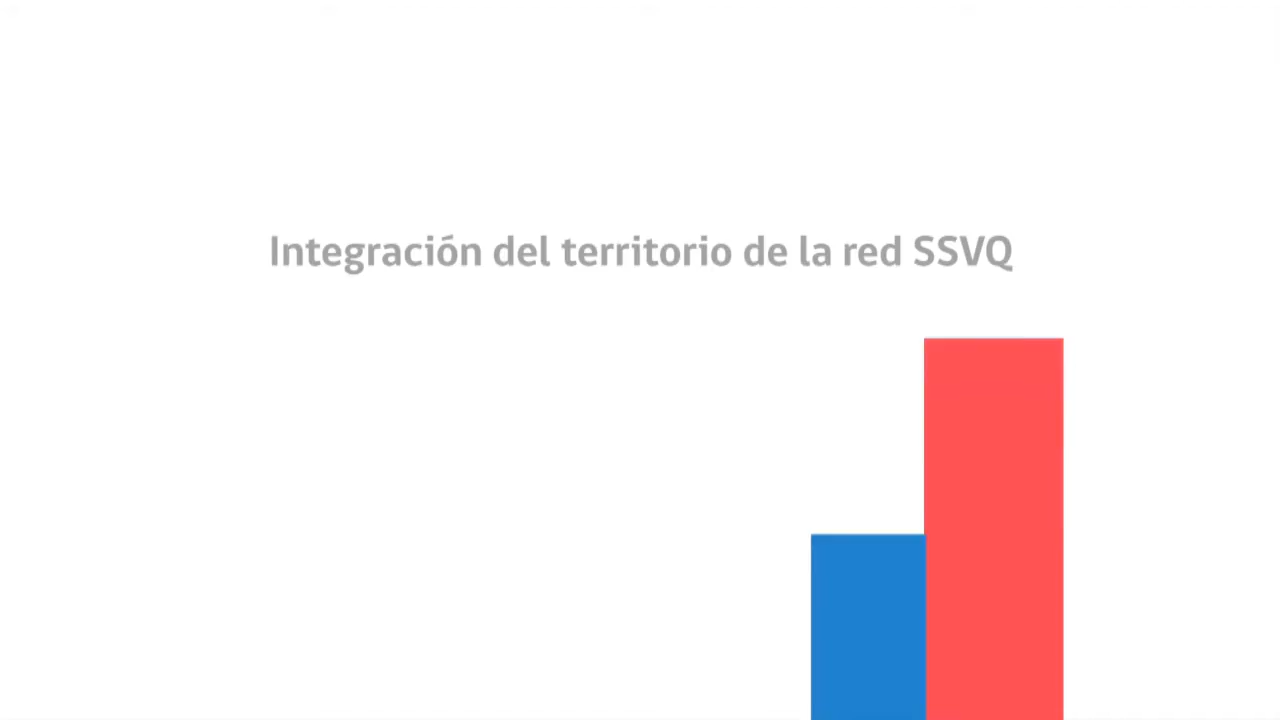 Integración del territorio de la red SSVQ